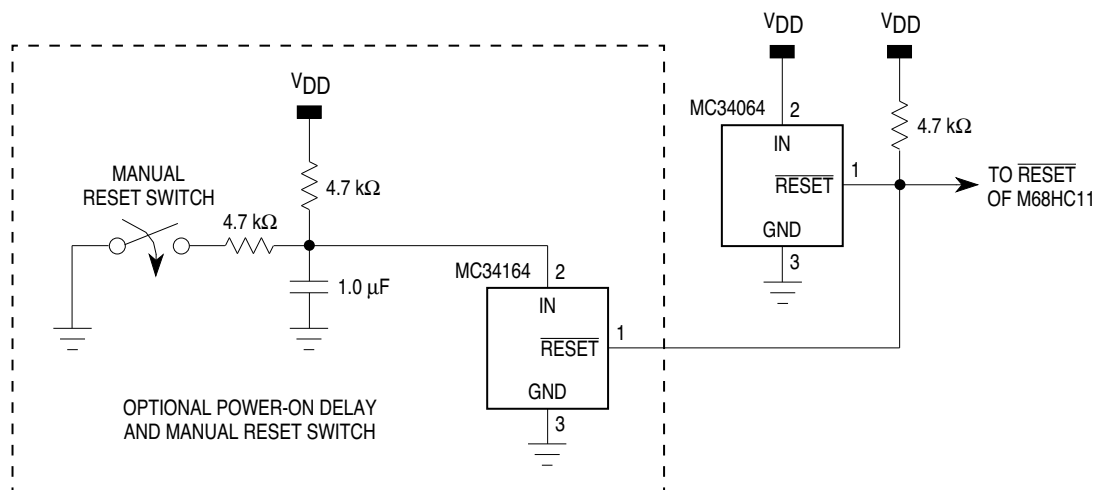 VDD
MANUAL
RESET SWITCH
4.7 kΩ
4.7 kΩ
1.0 µF
MC34164
2
IN
RESET
1
GND
3
OPTIONAL POWER-ON DELAY
AND MANUAL RESET SWITCH
VDD
VDD
MC34064
2
IN
RESET
1
GND
3
4.7 kΩ
TO RESET
OF M68HC11